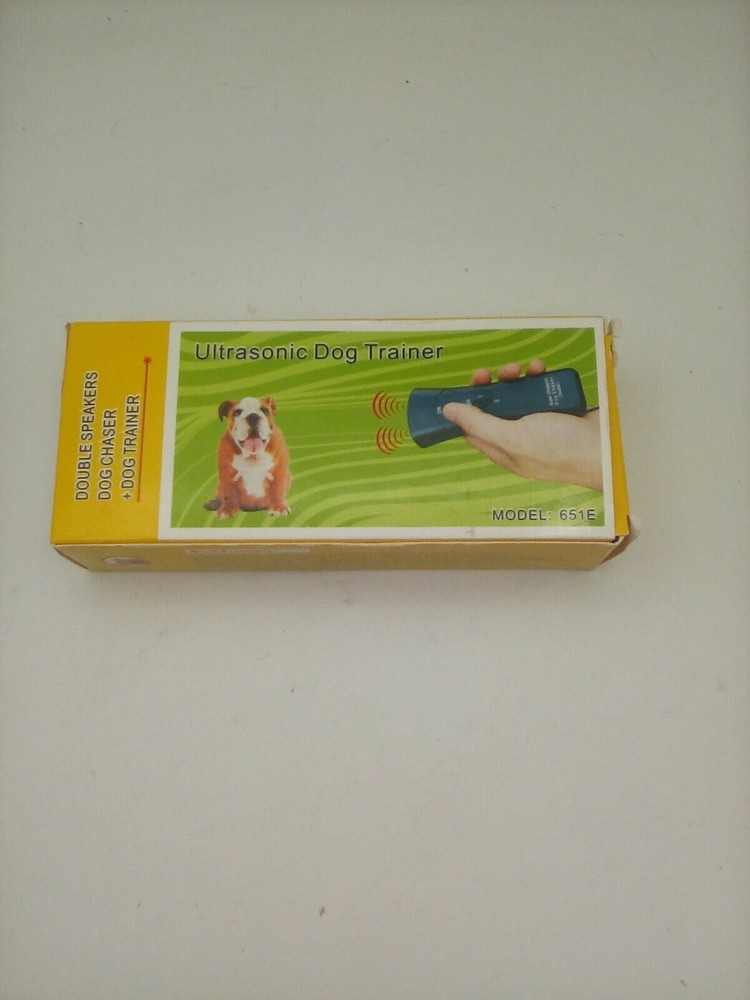 Ultrasonic Dog Trainer
MODEL: 651E
DOUBLE SPEAKERS
DOG CHASER
+DOG TRAINER